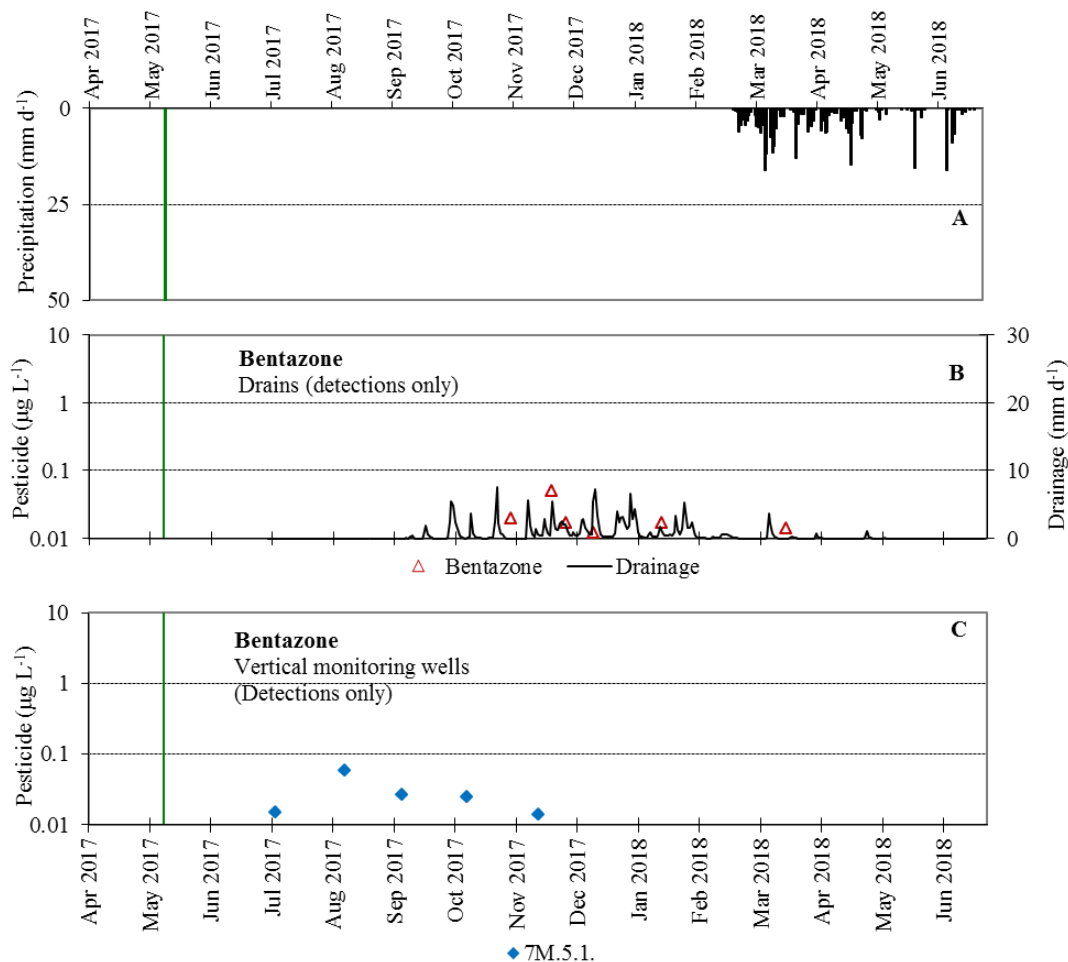 Apr 2017
May 2017
Jun 2017
Jul 2017
Aug 2017
Sep 2017
Oct 2017
Nov 2017
Dec 2017
Jan 2018
Feb 2018
Mar 2018
Apr 2018
May 2018
Jun 2018
Precipitation (mm d⁻¹)
0
25
50
A
Pesticide (µg L⁻¹)
10
1
0.1
0.01
Bentazone
Drains (detections only)
B
30
20
10
0
Drainage (mm d⁻¹)
Bentazone
Drainage
Pesticide (µg L⁻¹)
10
1
0.1
0.01
Bentazone
Vertical monitoring wells
(Detections only)
C
Apr 2017
May 2017
Jun 2017
Jul 2017
Aug 2017
Sep 2017
Oct 2017
Nov 2017
Dec 2017
Jan 2018
Feb 2018
Mar 2018
Apr 2018
May 2018
Jun 2018
7M.5.1.